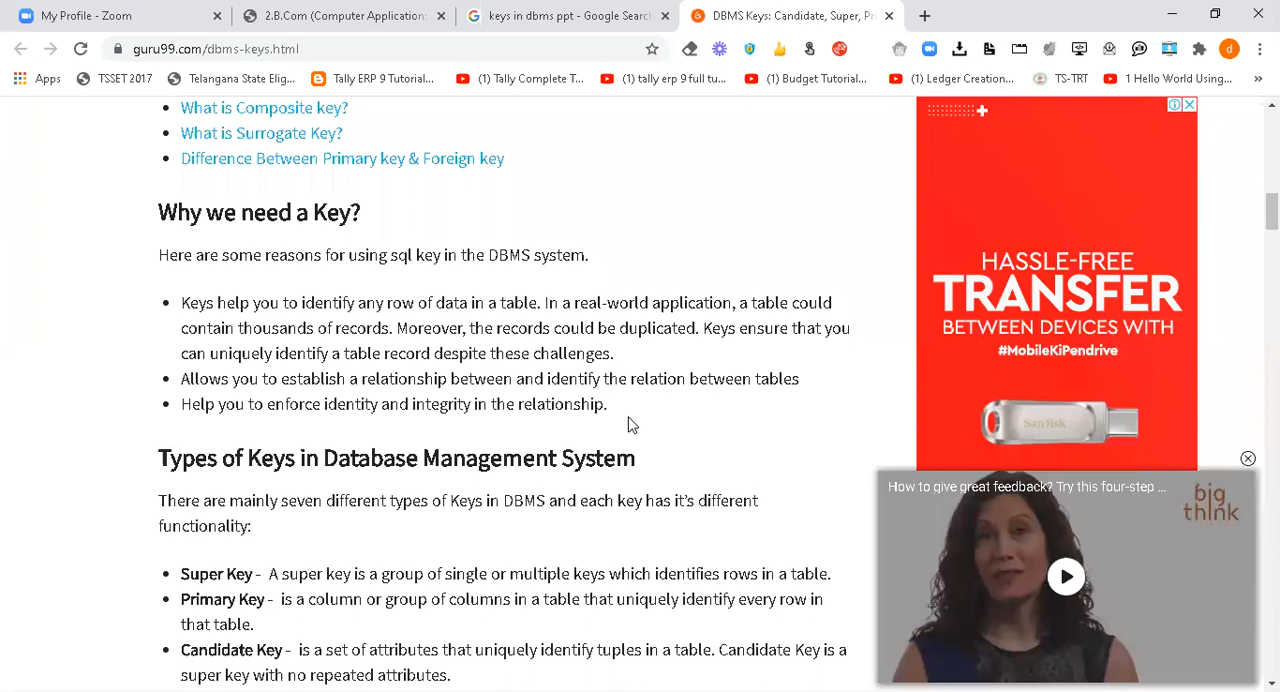 My Profile - Zoom
2.B.Com (Computer Application:
keys in dbms ppt - Google Search
DBMS Keys: Candidate, Super, Pri
guru99.com/dbms-keys.html
Apps
TSSET 2017
Telangana State Elig...
Tally ERP 9 Tutorial...
(1) Tally Complete T...
(1) tally erp 9 full tu...
(1) Budget Tutorial...
(1) Ledger Creation...
TS-TRT
1 Hello World Using...
What is Composite key?
What is Surrogate Key?
Difference Between Primary key & Foreign key
Why we need a Key?
Here are some reasons for using sql key in the DBMS system.
Keys help you to identify any row of data in a table. In a real-world application, a table could
contain thousands of records. Morover, the records could be duplicated. Keys ensure that you
can uniquely identify a table record despite these challenges.
Allows you to establish a relationship between and identify the relation between tables
Help you to enforce identity and integrity in the relationship.
Types of Keys in Database Management System
There are mainly seven different types of Keys in DBMS and each key has it's different
functionality:
Super Key - A super key is a group of single or multiple keys which identifies rows in a table.
Primary Key - is a column or group of columns in a table that uniquely identify every row in
that table.
Candidate Key - is a set of attributes that uniquely identify tuples in a table. Candidate Key is a
super key with no repeated attributes.
HASSLE-FREE
TRANSFER
BETWEEN DEVICES WITH
#MobileKiPendrive
SanDisk
How to give great feedback? Try this four-step ...
big
think
d